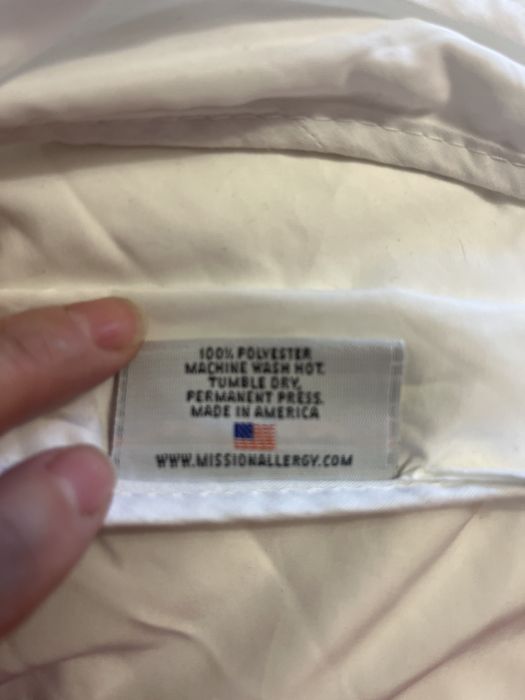 100% POLYESTER
MACHINE WASH HOT.
TUMBLE DRY,
PERMANENT PRESS.
MADE IN AMERICA
WWW.MISSIONALLERGY.COM